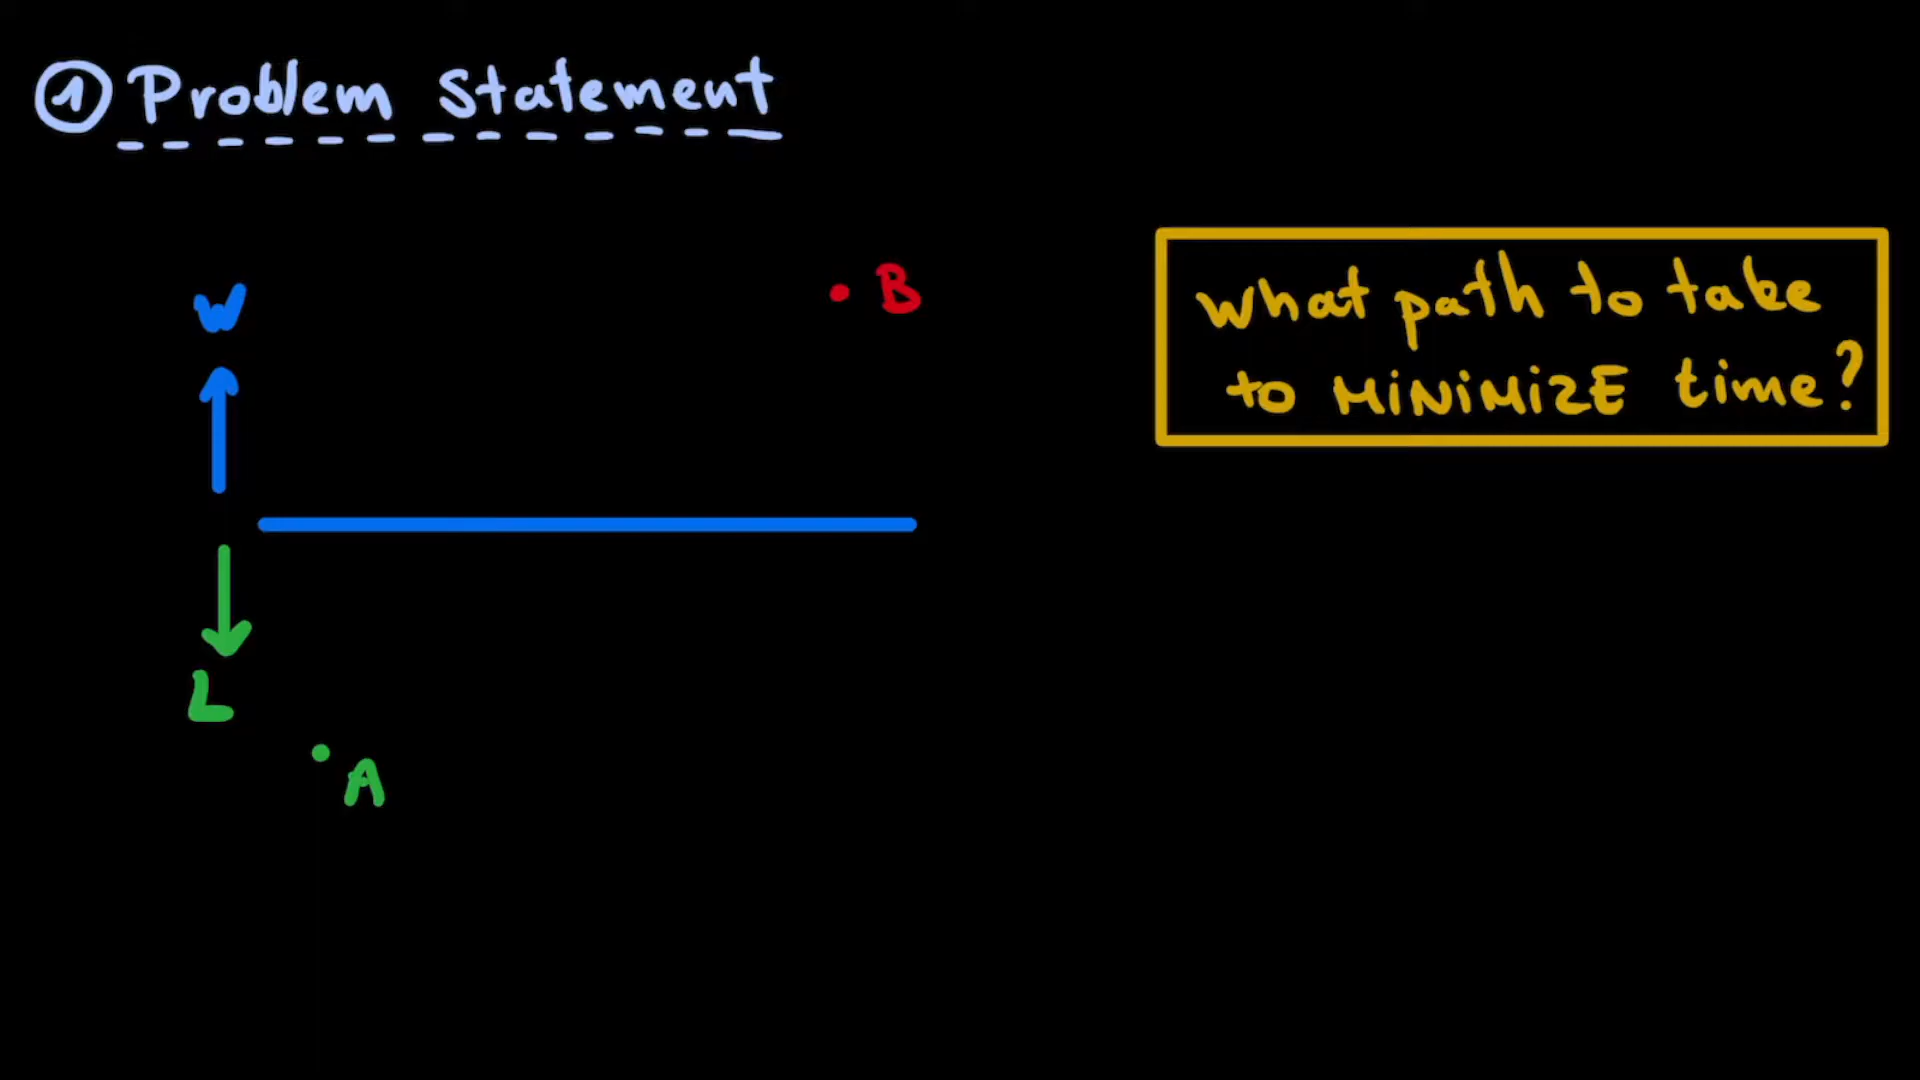 1 Problem Statement
W
B
What path to take
to MINIMIZE time?
L
A